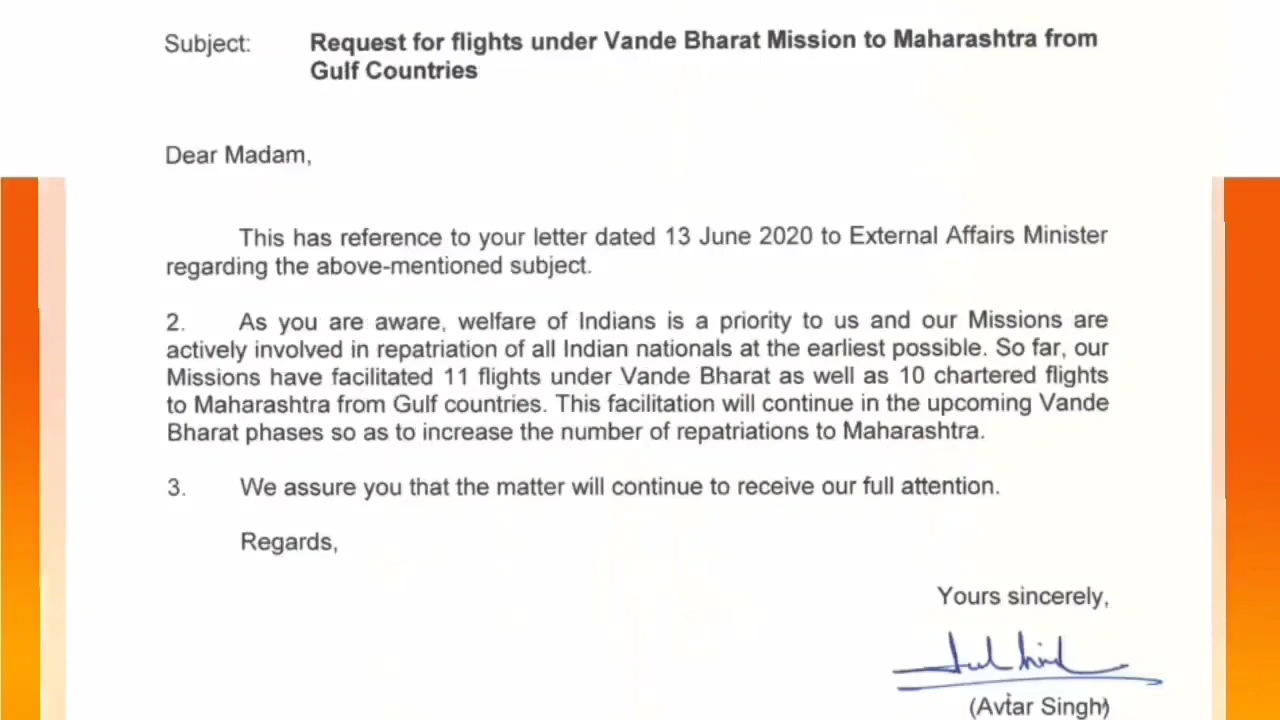 Subject: Request for flights under Vande Bharat Mission to Maharashtra from
Gulf Countries
Dear Madam,
This has reference to your letter dated 13 June 2020 to External Affairs Minister
regarding the above-mentioned subject.
2. As you are aware, welfare of Indians is a priority to us and our Missions are
actively involved in repatriation of all Indian nationals at the earliest possible. So far, our
Missions have facilitated 11 flights under Vande Bharat as well as 10 chartered flights
to Maharashtra from Gulf countries. This facilitation will continue in the upcoming Vande
Bharat phases so as to increase the number of repatriations to Maharashtra.
3. We assure you that the matter will continue to receive our full attention.
Regards,
Yours sincerely,
(Avtar Singh)